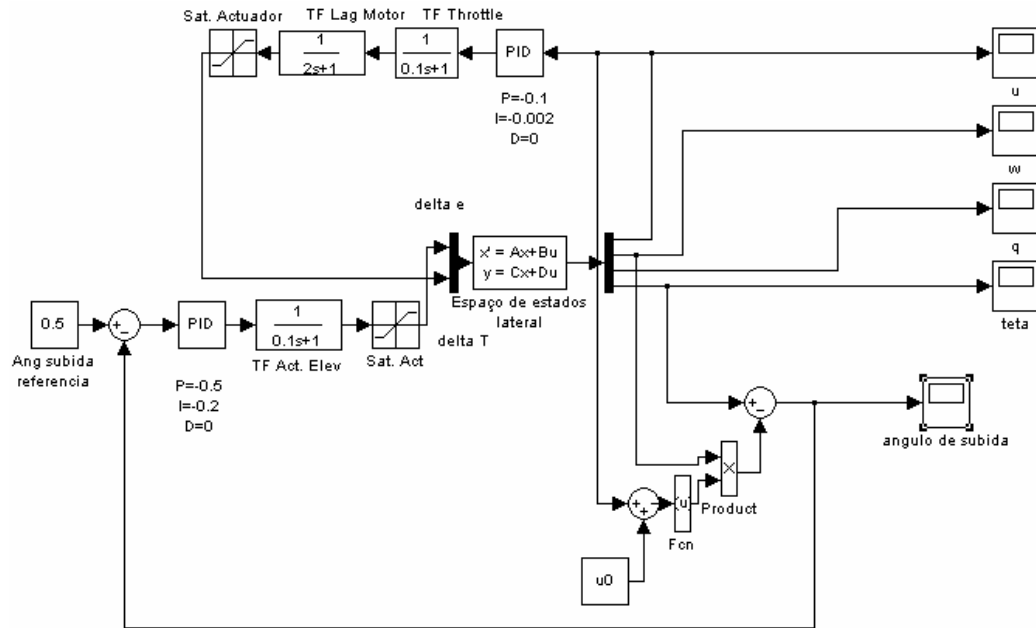 Sat. Actuador
TF Lag Motor
TF Throttle
1
2s+1
1
0.1s+1
PID
P=-0.1
I=-0.002
D=0
u
w
q
teta
delta e
x' = Ax+Bu
y = Cx+Du
Espaço de estados
lateral
delta T
0.5
Ang subida
referencia
PID
P=-0.5
I=-0.2
D=0
1
0.1s+1
TF Act. Elev
Sat. Act
angulo de subida
Product
Fcn
u0